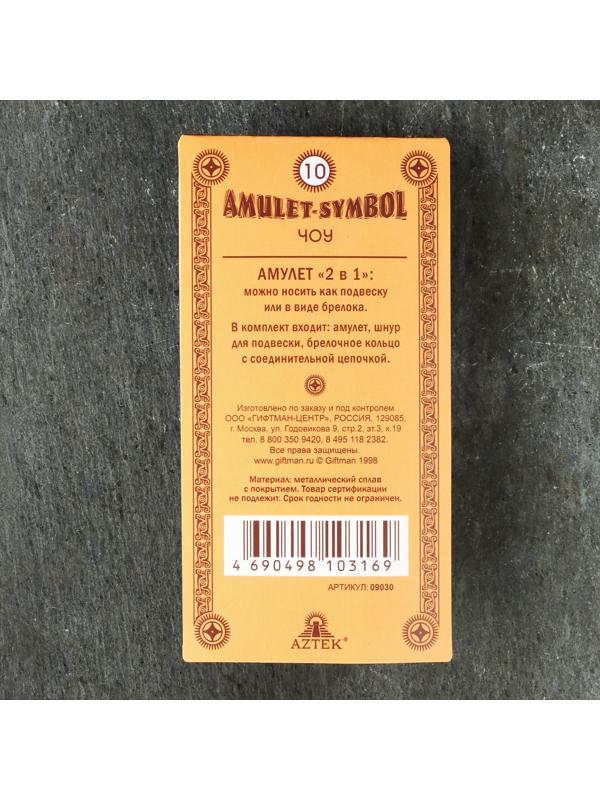 10
AMULET-SYMBOL
ЧОУ
АМУЛЕТ «2 в 1»:
можно носить как подвеску
или в виде брелока.
В комплект входит: амулет, шнур
для подвески, брелочное кольцо
с соединительной цепочкой.
Изготовлено по заказу и под контролем
ООО «ГИФТМАН-ЦЕНТР», РОССИЯ, 129085,
г. Москва, ул. Годовикова 9, стр.2, эт.3, к.19
тел. 8 800 350 9420, 8 495 118 2382.
Все права защищены.
www.giftman.ru © Giftman 1998
Материал: металлический сплав
с покрытием. Товар сертификации
не подлежит. Срок годности не ограничен.
4 690498 103169
АРТИКУЛ: 09030
AZTEK®